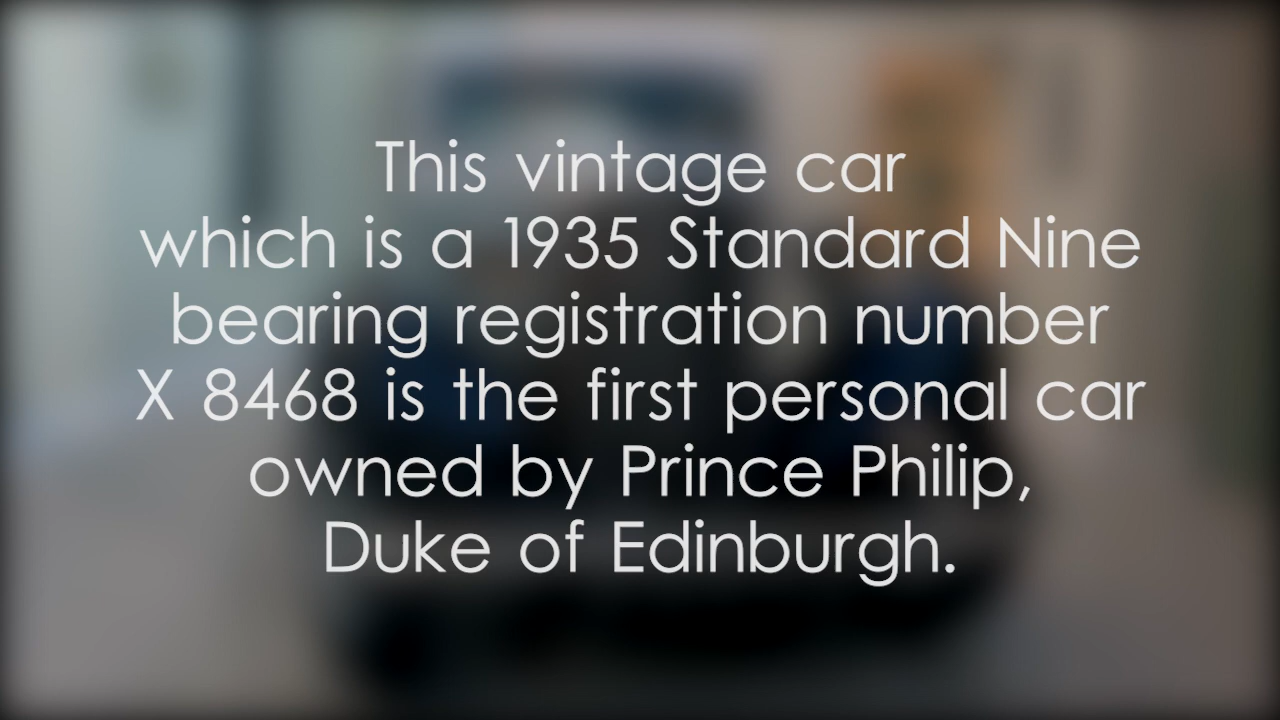 This vintage car
which is a 1935 Standard Nine
bearing registration number
X 8468 is the first personal car
owned by Prince Philip,
Duke of Edinburgh.